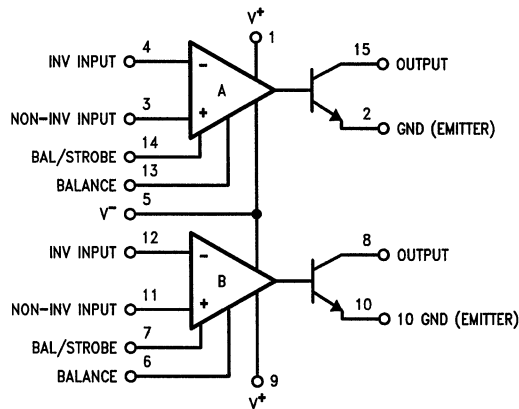 V+
1
4
INV INPUT
15
OUTPUT
−
A
3
NON-INV INPUT
+
2
GND (EMITTER)
14
BAL/STROBE
13
BALANCE
5
V−
12
INV INPUT
8
OUTPUT
−
B
11
NON-INV INPUT
+
10
10 GND (EMITTER)
7
BAL/STROBE
6
BALANCE
9
V+